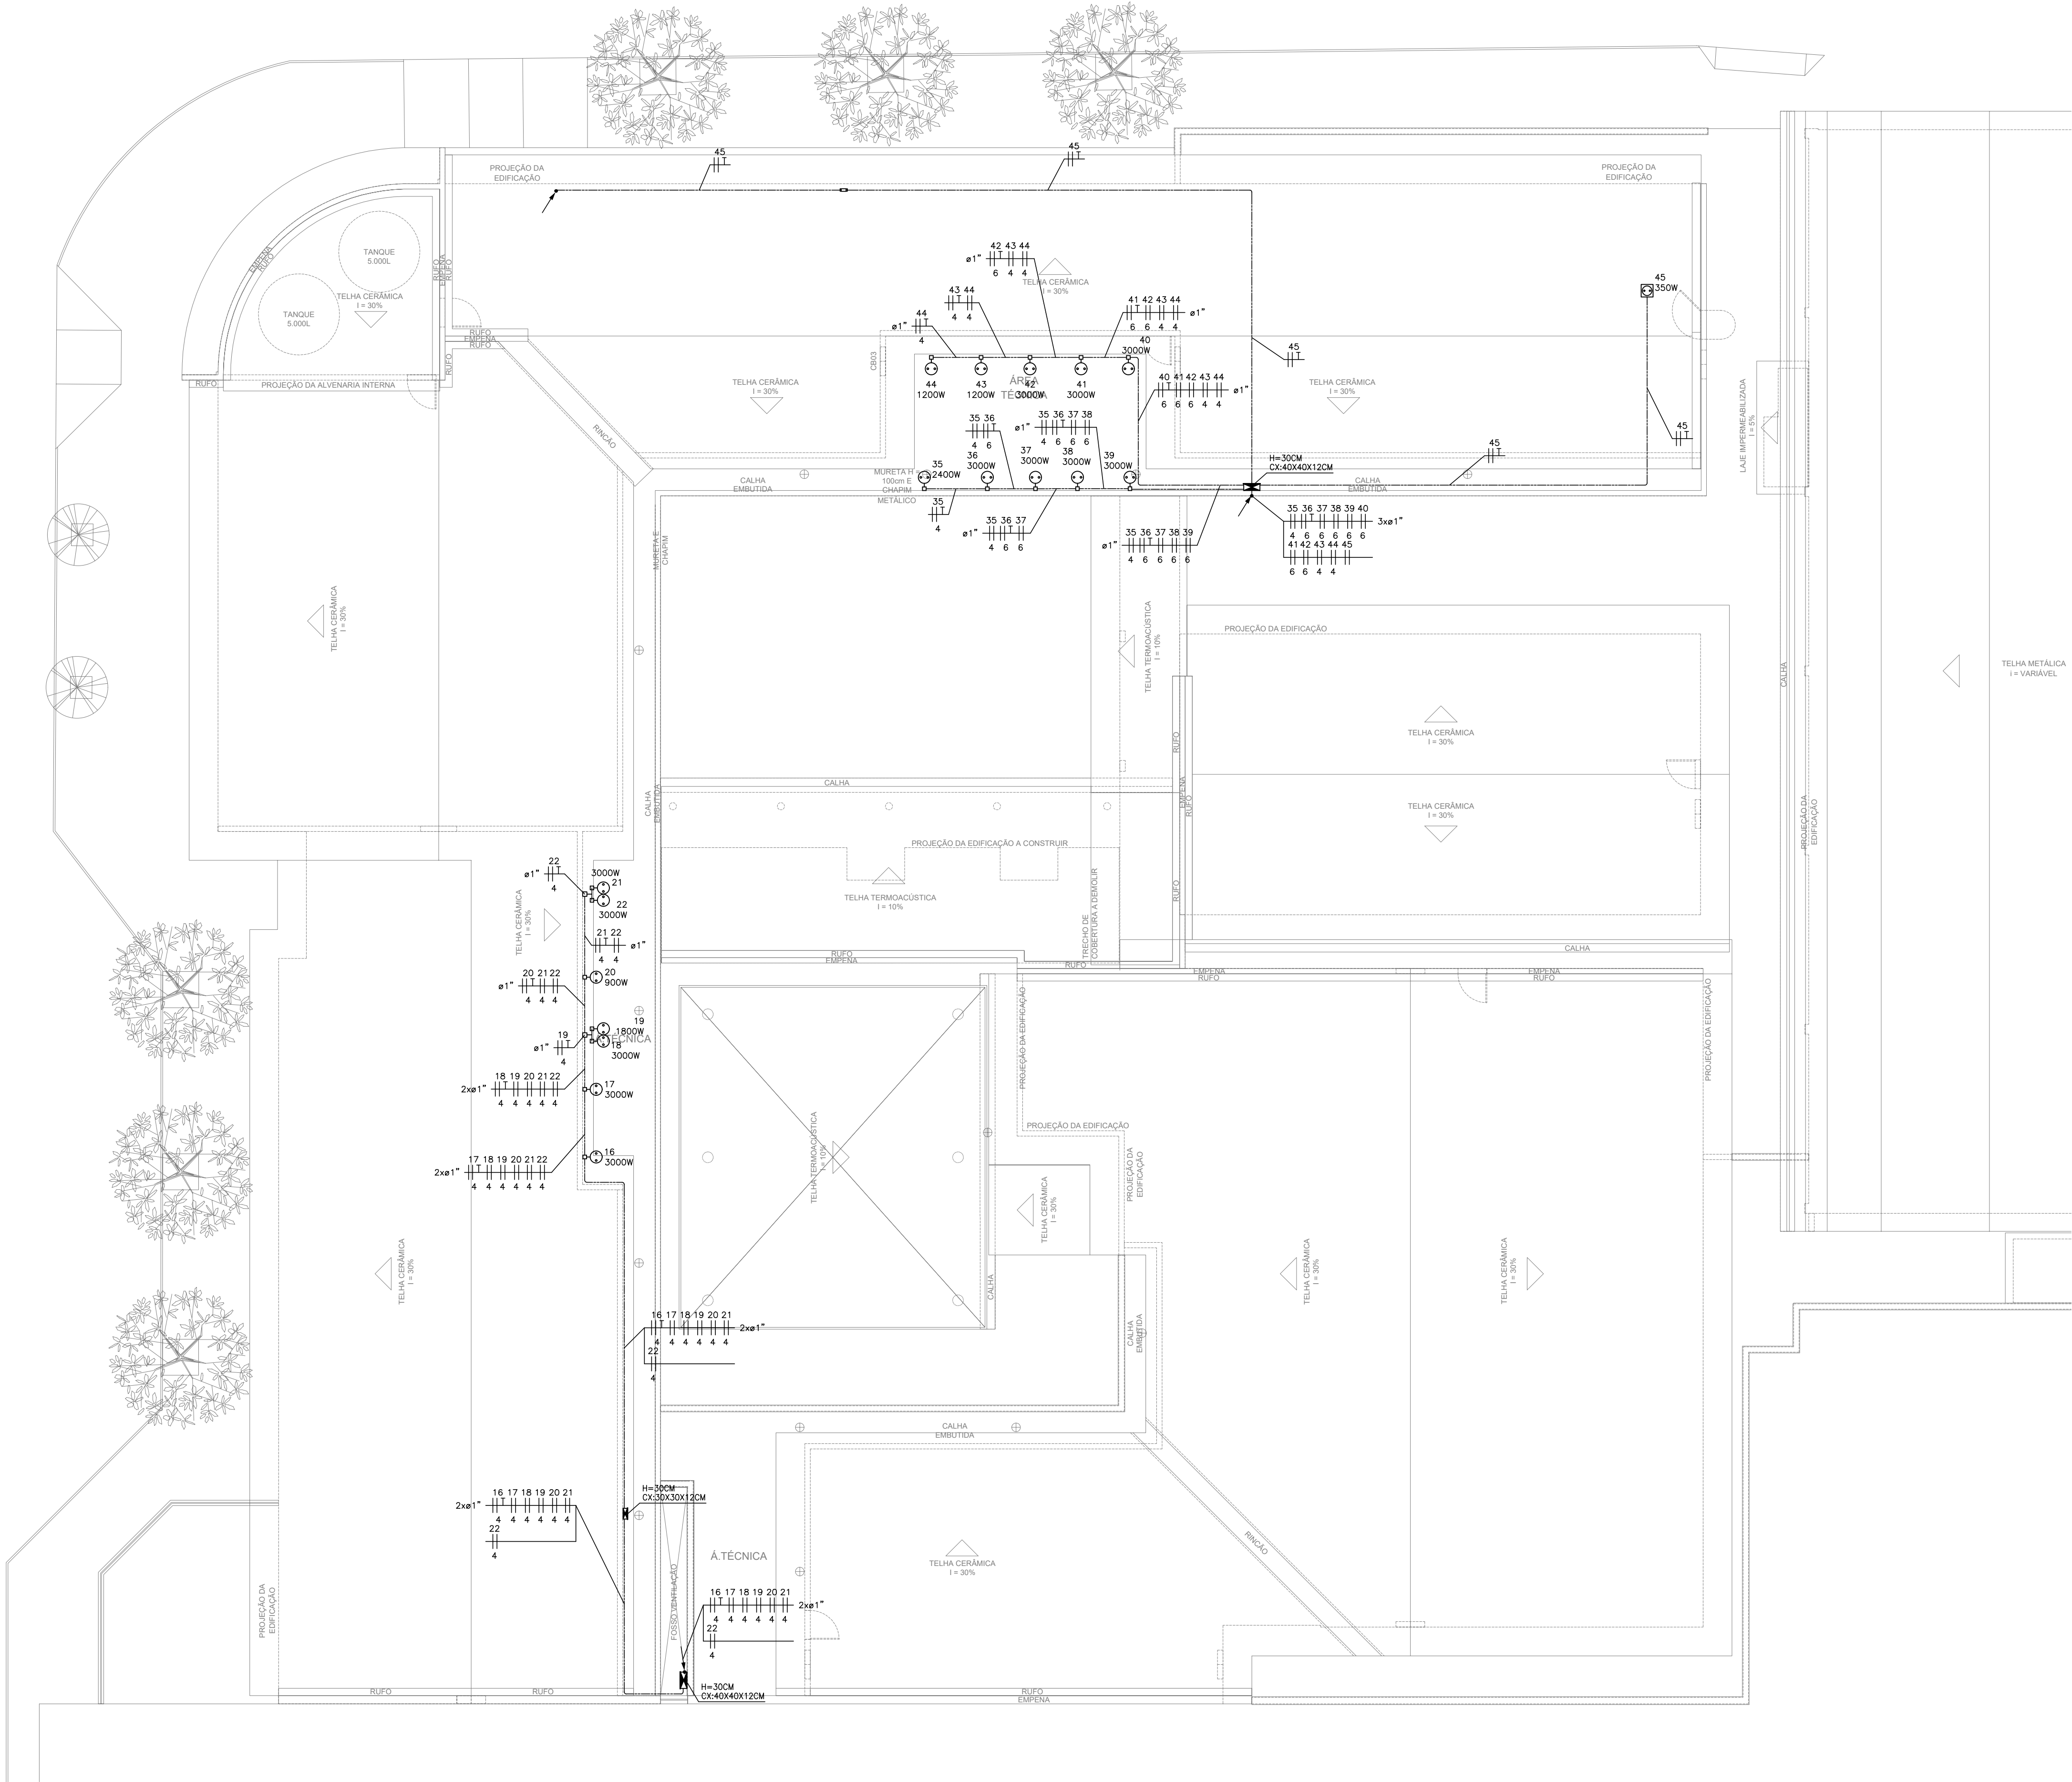 45
45
PROJEÇÃO DA
EDIFICAÇÃO
PROJEÇÃO DA
EDIFICAÇÃO
TANQUE
5.000L
TANQUE
5.000L
EMPENA
RUFO
RUFO
EMPENA
RUFO
TELHA CERÂMICA
I = 30%
42 43 44
ø1"
6 4 4
TELHA CERÂMICA
I = 30%
45
350W
43 44
4 4
44
ø1"
4
41 42 43 44
ø1"
6 6 4 4
RUFO
EMPENA
RUFO
RUFO
40
3000W
45
CB03
RUFO
PROJEÇÃO DA ALVENARIA INTERNA
TELHA CERÂMICA
I = 30%
44
1200W
43
1200W
42
3000W
41
3000W
ÁREA
TÉCNICA
40 41 42 43 44
ø1"
6 6 6 4 4
TELHA CERÂMICA
I = 30%
LAJE IMPERMEABILIZADA
I = 5%
RINCÃO
35 36
4 6
35 36 37 38
ø1"
4 6 6 6
45
45
35
2400W
36
3000W
37
3000W
38
3000W
39
3000W
H=30CM
CX:40X40X12CM
MURETA H =
100cm E
CHAPIM
METÁLICO
CALHA
EMBUTIDA
CALHA
EMBUTIDA
35
4
35 36 37
ø1"
4 6 6
35 36 37 38 39
ø1"
4 6 6 6 6
35 36 37 38 39 40
3xø1"
4 6 6 6 6 6
41 42 43 44 45
6 6 4 4
MURETA E
CHAPIM
TELHA CERÂMICA
I = 30%
TELHA TERMOACÚSTICA
I = 10%
PROJEÇÃO DA EDIFICAÇÃO
CALHA
TELHA METÁLICA
i = VARIÁVEL
TELHA CERÂMICA
I = 30%
RUFO
CALHA
CALHA
EMBUTIDA
EMPENA
RUFO
TELHA CERÂMICA
I = 30%
PROJEÇÃO DA
EDIFICAÇÃO
PROJEÇÃO DA EDIFICAÇÃO A CONSTRUIR
22
ø1"
4
3000W
21
22
3000W
TELHA CERÂMICA
I = 30%
TELHA TERMOACÚSTICA
I = 10%
TRECHO DE
COBERTURA A DEMOLIR
RUFO
21 22
ø1"
4 4
CALHA
RUFO
EMPENA
RUFO
EMPENA
RUFO
EMPENA
RUFO
20 21 22
ø1"
4 4 4
20
900W
PROJEÇÃO DA EDIFICAÇÃO
PROJEÇÃO DA EDIFICAÇÃO
19
ø1"
4
19
1800W
18
3000W
TÉCNICA
18 19 20 21 22
2xø1"
4 4 4 4 4
17
3000W
TELHA TERMOACÚSTICA
I = 10%
PROJEÇÃO DA EDIFICAÇÃO
17 18 19 20 21 22
2xø1"
4 4 4 4 4 4
16
3000W
PROJEÇÃO DA
EDIFICAÇÃO
TELHA CERÂMICA
I = 30%
TELHA CERÂMICA
I = 30%
TELHA CERÂMICA
I = 30%
TELHA CERÂMICA
I = 30%
CALHA
CALHA
EMBUTIDA
16 17 18 19 20 21
2xø1"
4 4 4 4 4 4
22
4
CALHA
EMBUTIDA
16 17 18 19 20 21
2xø1"
4 4 4 4 4 4
22
4
H=30CM
CX:30X30X12CM
Á.TÉCNICA
TELHA CERÂMICA
I = 30%
RINCÃO
FOSSO VENTILAÇÃO
PROJEÇÃO DA
EDIFICAÇÃO
16 17 18 19 20 21
2xø1"
4 4 4 4 4 4
22
4
H=30CM
CX:40X40X12CM
RUFO
RUFO
RUFO
EMPENA